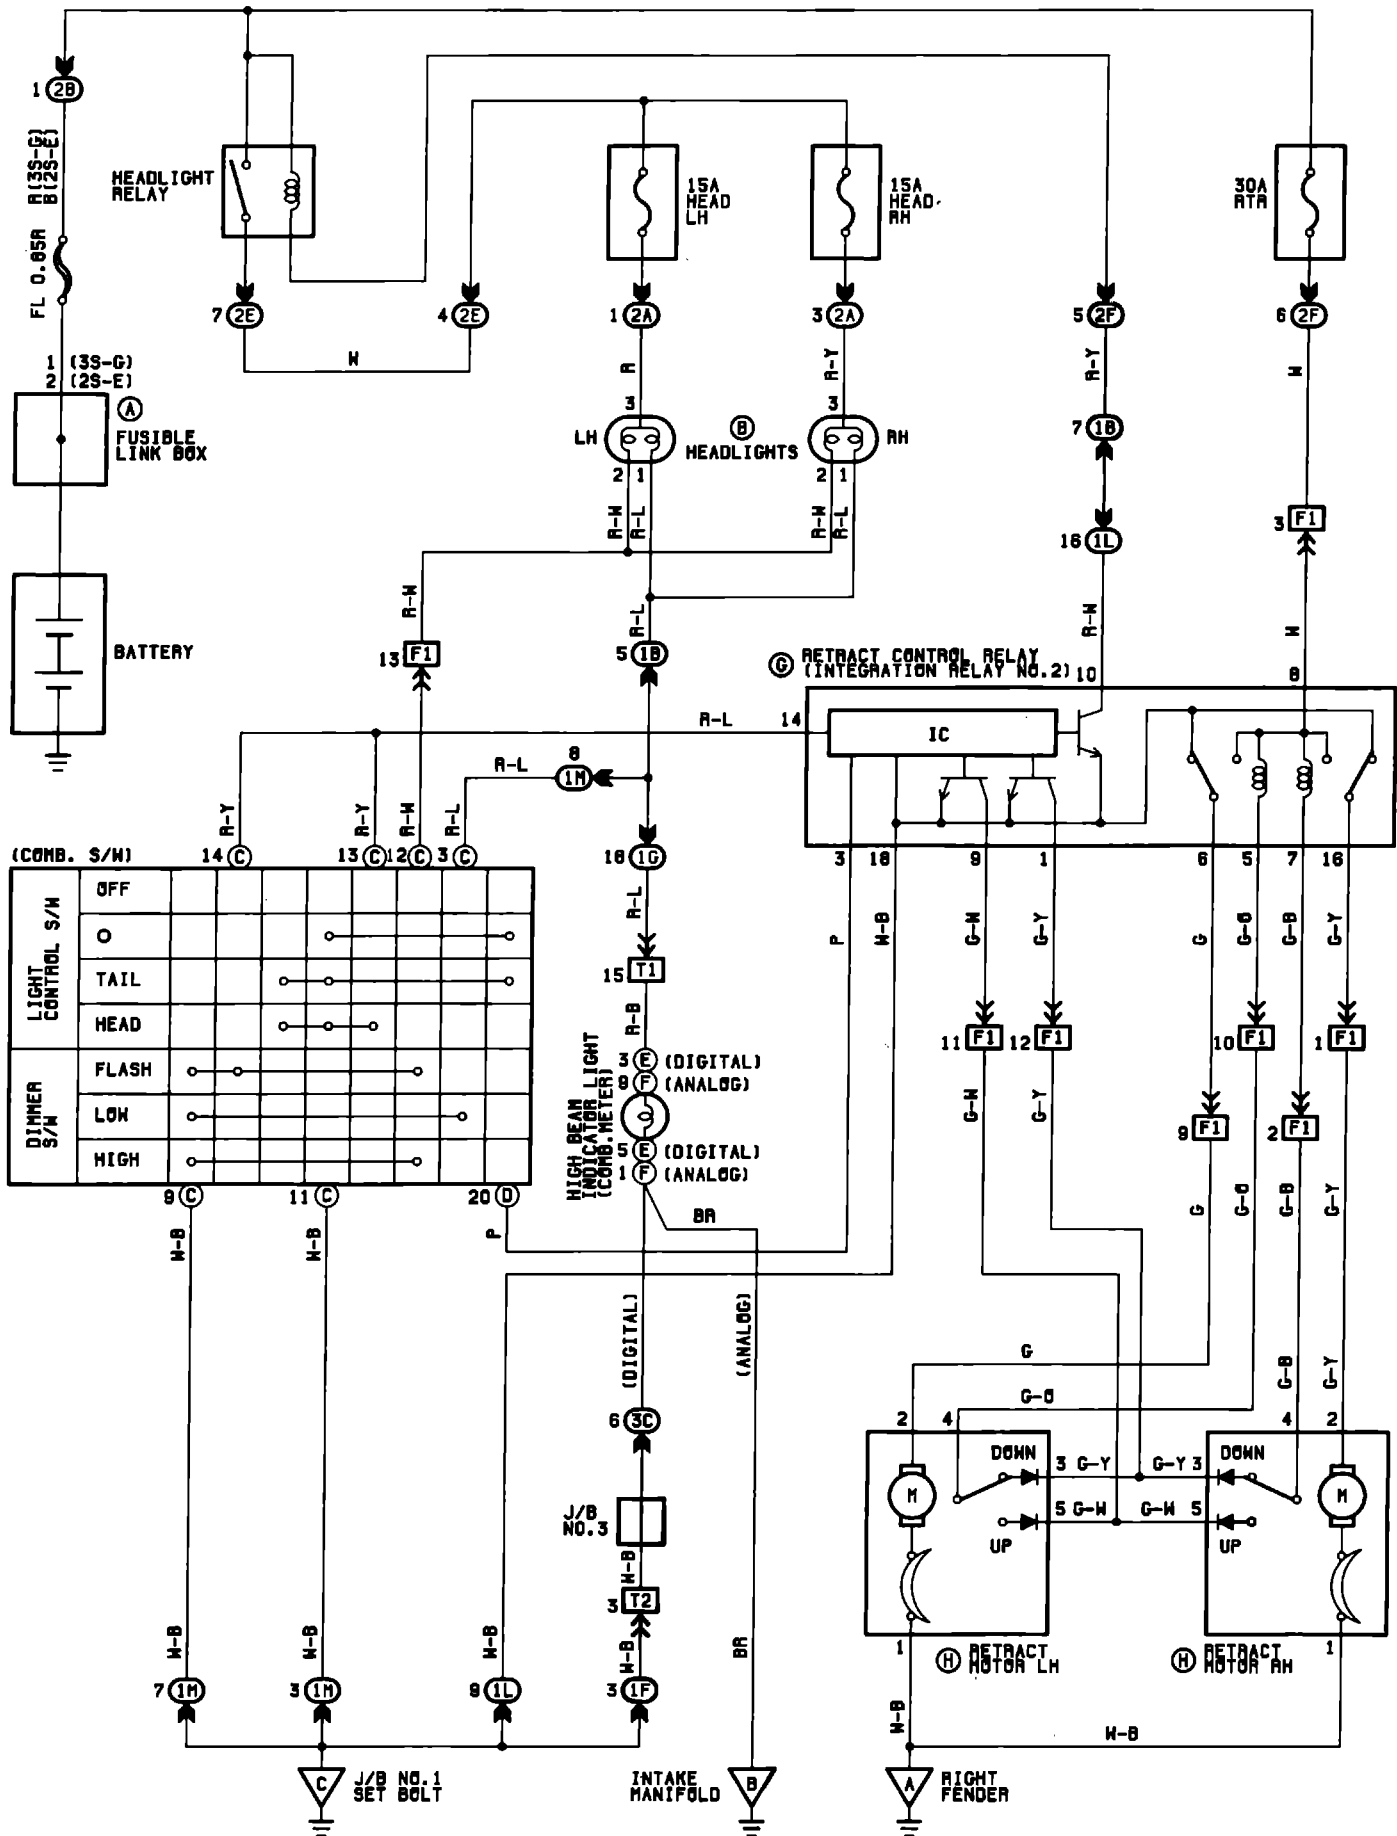 1 2B
R(3S-G)
B(2S-E)
FL 0.85R
1 (3S-G)
2 (2S-E)
A
FUSIBLE
LINK BOX
BATTERY
HEADLIGHT
RELAY
7 2E
W
4 2E
15A
HEAD
LH
15A
HEAD
RH
30A
RTR
1 2A
3 2A
5 2F
6 2F
R
R-Y
R-Y
W
3
3
LH
B
HEADLIGHTS
RH
2 1
2 1
7 1B
R-W
R-L
R-W
R-L
3 F1
16 1L
R-W
R-L
R-W
W
13 F1
5 1B
G
RETRACT CONTROL RELAY
(INTEGRATION RELAY NO.2)
10
8
R-L
14
IC
R-L
8
1M
R-Y
R-Y
R-W
R-L
(COMB. S/W)
14 C
13 C
12 C
3 C
18 1G
3
18
9
1
6
5
7
16
LIGHT
CONTROL S/W
OFF
O
TAIL
HEAD
DIMMER
S/W
FLASH
LOW
HIGH
R-L
P
W-B
G-W
G-Y
G
G-O
G-B
G-Y
15 T1
R-B
11 F1
12 F1
10 F1
1 F1
3 E (DIGITAL)
9 F (ANALOG)
HIGH BEAM
INDICATOR LIGHT
(COMB.METER)
5 E (DIGITAL)
1 F (ANALOG)
G-W
G-Y
9 F1
2 F1
9 C
11 C
20 D
W-B
W-B
P
BR
G
G-O
G-B
G-Y
(DIGITAL)
(ANALOG)
G
G-O
G-B
G-Y
6 3C
2
4
4
2
DOWN
3 G-Y
G-Y 3
DOWN
M
M
5 G-W
G-W 5
UP
UP
J/B
NO.3
W-B
3 T2
W-B
W-B
W-B
W-B
BR
1
H
RETRACT
MOTOR LH
H
RETRACT
MOTOR RH
1
7 1M
3 1M
9 1L
3 1F
W-B
W-B
C
J/B NO.1
SET BOLT
INTAKE
MANIFOLD
B
A
RIGHT
FENDER